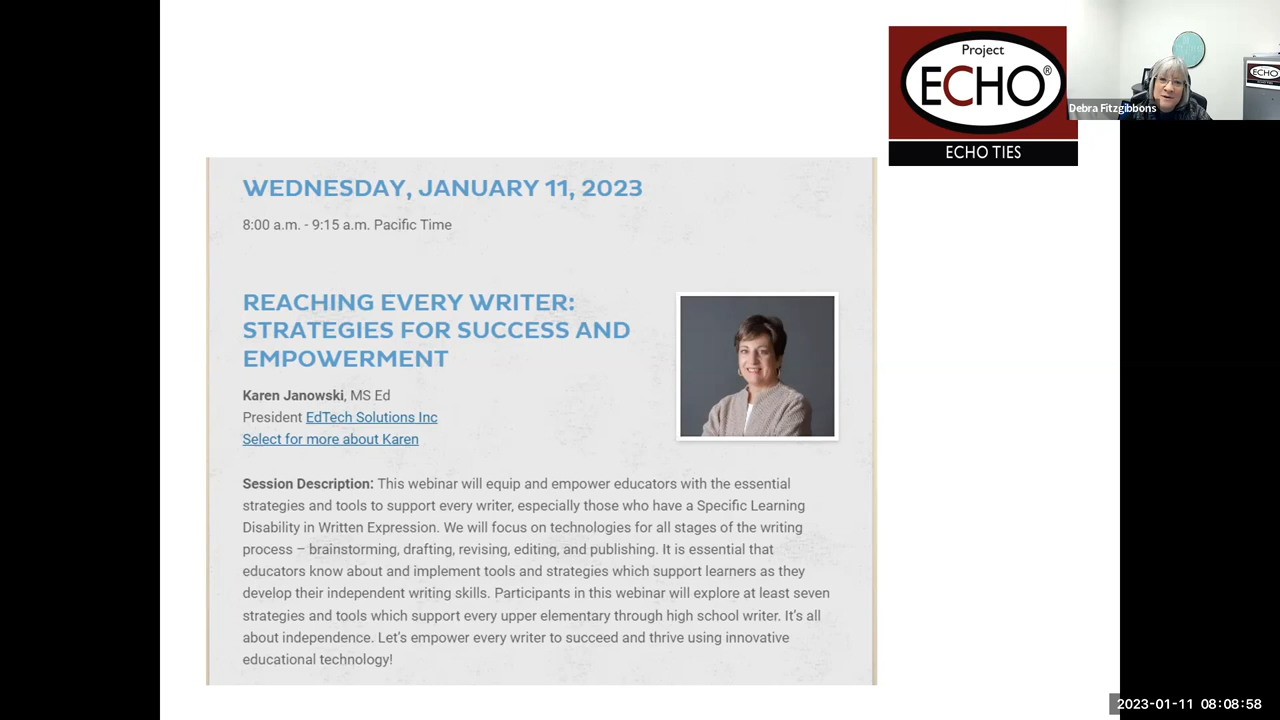 Project
ECHO®
ECHO TIES
Debra Fitzgibbons
ECHO
WEDNESDAY, JANUARY 11, 2023
8:00 a.m. - 9:15 a.m. Pacific Time
REACHING EVERY WRITER:
STRATEGIES FOR SUCCESS AND
EMPOWERMENT
Karen Janowski, MS Ed
President EdTech Solutions Inc
Select for more about Karen
Session Description: This webinar will equip and empower educators with the essential
strategies and tools to support every writer, especially those who have a Specific Learning
Disability in Written Expression. We will focus on technologies for all stages of the writing
process – brainstorming, drafting, revising, editing, and publishing. It is essential that
educators know about and implement tools and strategies which support learners as they
develop their independent writing skills. Participants in this webinar will explore at least seven
strategies and tools which support every upper elementary through high school writer. It’s all
about independence. Let’s empower every writer to succeed and thrive using innovative
educational technology!
2023-01-11 08:08:58